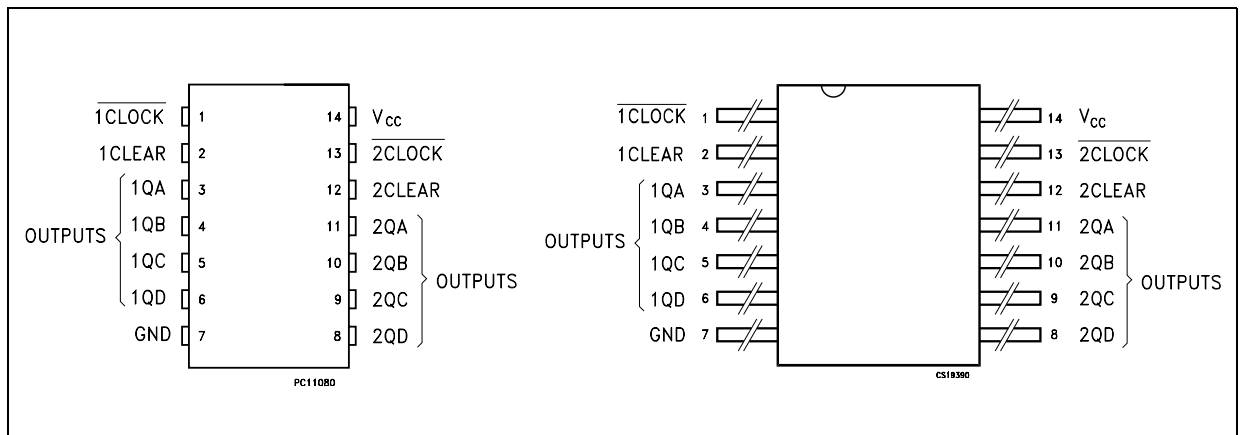 1CLOCK 1 14 VCC
1CLEAR 2 13 2CLOCK
1QA 3 12 2CLEAR
1QB 4 11 2QA
OUTPUTS
1QC 5 10 2QB
OUTPUTS
1QD 6 9 2QC
GND 7 8 2QD
PC11080
1CLOCK 1 14 VCC
1CLEAR 2 13 2CLOCK
1QA 3 12 2CLEAR
1QB 4 11 2QA
OUTPUTS
1QC 5 10 2QB
OUTPUTS
1QD 6 9 2QC
GND 7 8 2QD
CS19390